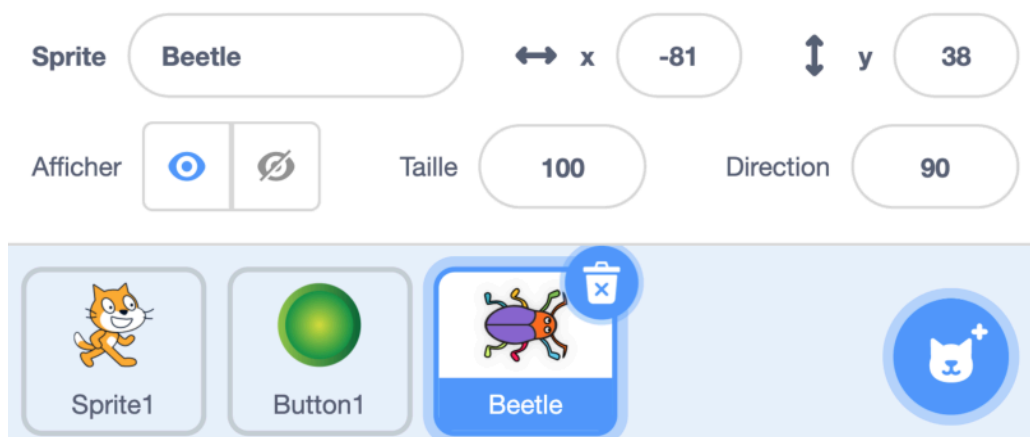 Sprite Beetle x -81 y 38
Afficher Taille 100 Direction 90
Sprite1 Button1 Beetle